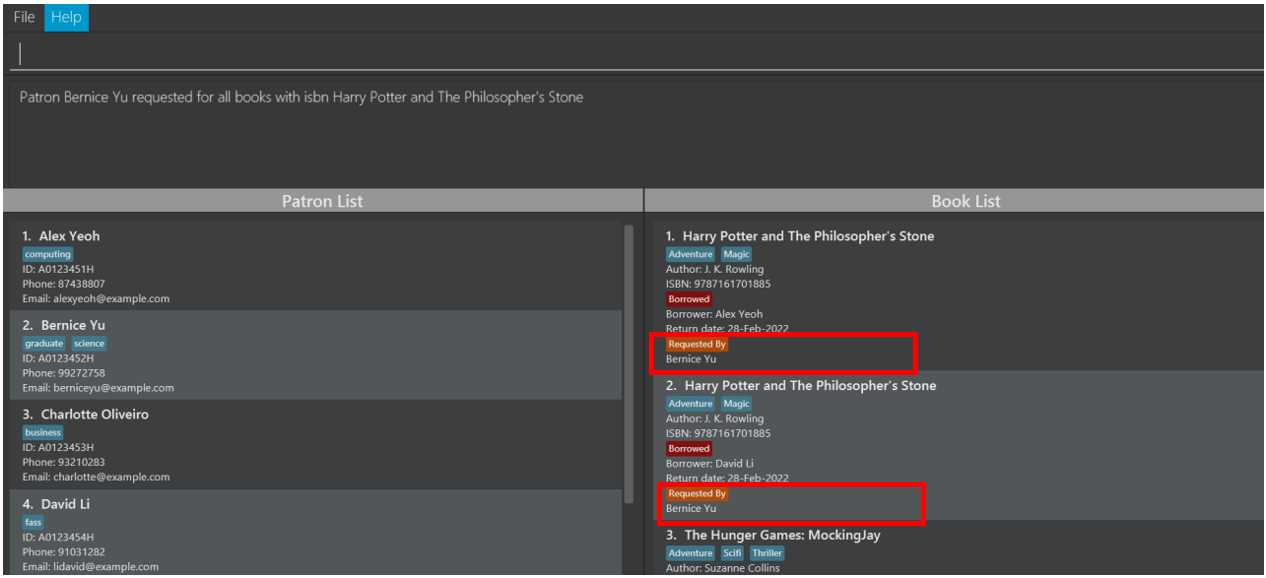 File Help
Patron Bernice Yu requested for all books with isbn Harry Potter and The Philosopher's Stone
Patron List
1. Alex Yeoh
computing
ID: A0123451H
Phone: 87438807
Email: alexyeoh@example.com
2. Bernice Yu
graduate science
ID: A0123452H
Phone: 99272758
Email: berniceyu@example.com
3. Charlotte Oliveiro
business
ID: A0123453H
Phone: 93210283
Email: charlotte@example.com
4. David Li
fass
ID: A0123454H
Phone: 91031282
Email: lidavid@example.com
Book List
1. Harry Potter and The Philosopher's Stone
Adventure Magic
Author: J. K. Rowling
ISBN: 9787161701885
Borrowed
Borrower: Alex Yeoh
Return date: 28-Feb-2022
Requested By
Bernice Yu
2. Harry Potter and The Philosopher's Stone
Adventure Magic
Author: J. K. Rowling
ISBN: 9787161701885
Borrowed
Borrower: David Li
Return date: 28-Feb-2022
Requested By
Bernice Yu
3. The Hunger Games: MockingJay
Adventure Scifi Thriller
Author: Suzanne Collins